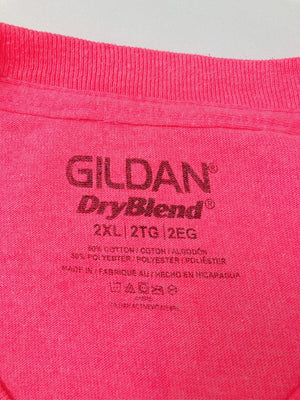 GILDAN®
DryBlend®
2XL | 2TG | 2EG
50% COTTON / COTON / ALGODÓN
50% POLYESTER / POLYESTER / POLIÉSTER
MADE IN / FABRIQUÉ AU / HECHO EN NICARAGUA